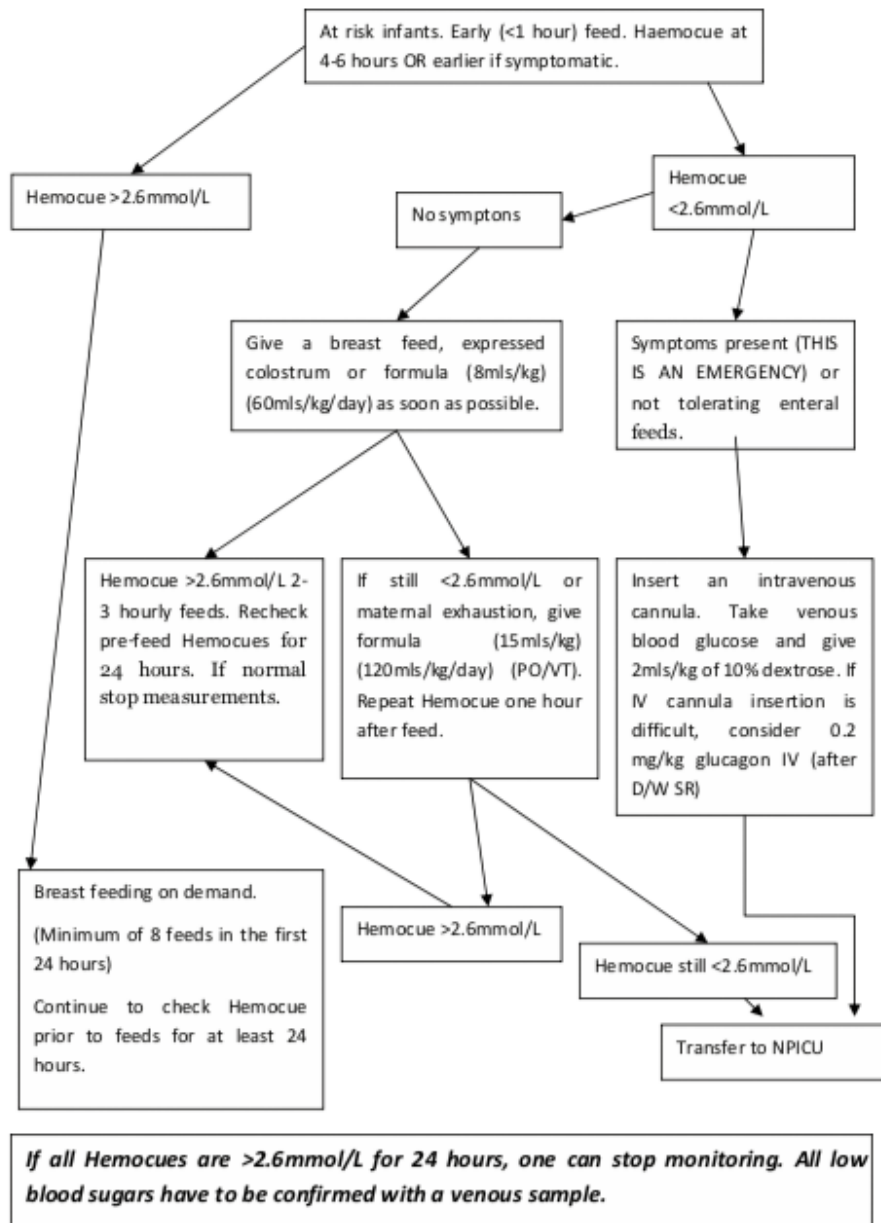 At risk infants. Early (<1 hour) feed. Haemocue at
4-6 hours OR earlier if symptomatic.
Hemocue >2.6mmol/L
No symptons
Hemocue
<2.6mmol/L
Give a breast feed, expressed
colostrum or formula (8mls/kg)
(60mls/kg/day) as soon as possible.
Symptoms present (THIS
IS AN EMERGENCY) or
not tolerating enteral
feeds.
Hemocue >2.6mmol/L 2-
3 hourly feeds. Recheck
pre-feed Hemocues for
24 hours. If normal
stop measurements.
If still <2.6mmol/L or
maternal exhaustion, give
formula (15mls/kg)
(120mls/kg/day) (PO/VT).
Repeat Hemocue one hour
after feed.
Insert an intravenous
cannula. Take venous
blood glucose and give
2mls/kg of 10% dextrose. If
IV cannula insertion is
difficult, consider 0.2
mg/kg glucagon IV (after
D/W SR)
Breast feeding on demand.
(Minimum of 8 feeds in the first
24 hours)
Continue to check Hemocue
prior to feeds for at least 24
hours.
Hemocue >2.6mmol/L
Hemocue still <2.6mmol/L
Transfer to NPICU
If all Hemocues are >2.6mmol/L for 24 hours, one can stop monitoring. All low
blood sugars have to be confirmed with a venous sample.